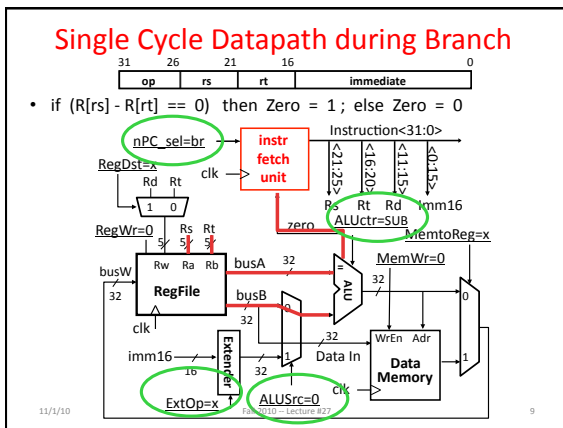 Single Cycle Datapath during Branch
31 26 21 16 0
op rs rt immediate
• if (R[rs] - R[rt] == 0) then Zero = 1 ; else Zero = 0
Instruction<31:0>
nPC_sel=br
instr
fetch
unit
<21:25>
<16:20>
<11:15>
<0:15>
RegDst=x
clk
Rd Rt
Rs Rt Rd Imm16
1 0
ALUctr=SUB
zero
RegWr=0
Rs Rt
MemtoReg=x
5 5 5
MemWr=0
busA
Rw Ra Rb
32
=
busW
RegFile
ALU
32
32
busB
0
0
32
clk
32
WrEn Adr
imm16
Extender
1
Data In
Data
Memory
1
16
32
clk
ExtOp=x
ALUSrc=0
11/1/10
Fall 2010 -- Lecture #27
9